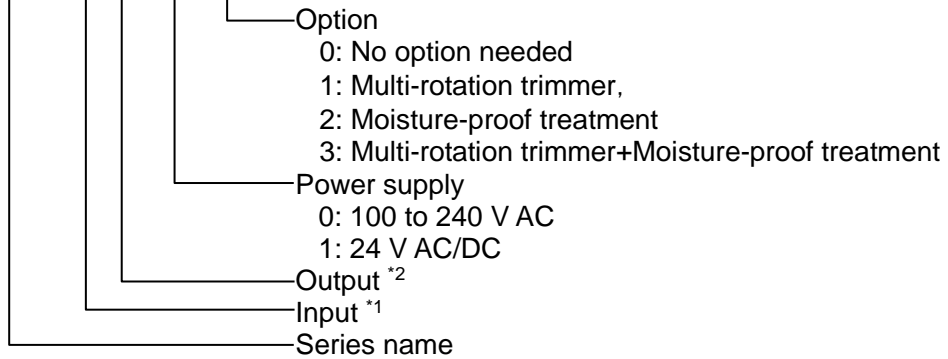 Option
0: No option needed
1: Multi-rotation trimmer,
2: Moisture-proof treatment
3: Multi-rotation trimmer+Moisture-proof treatment
Power supply
0: 100 to 240 V AC
1: 24 V AC/DC
Output *2
Input *1
Series name